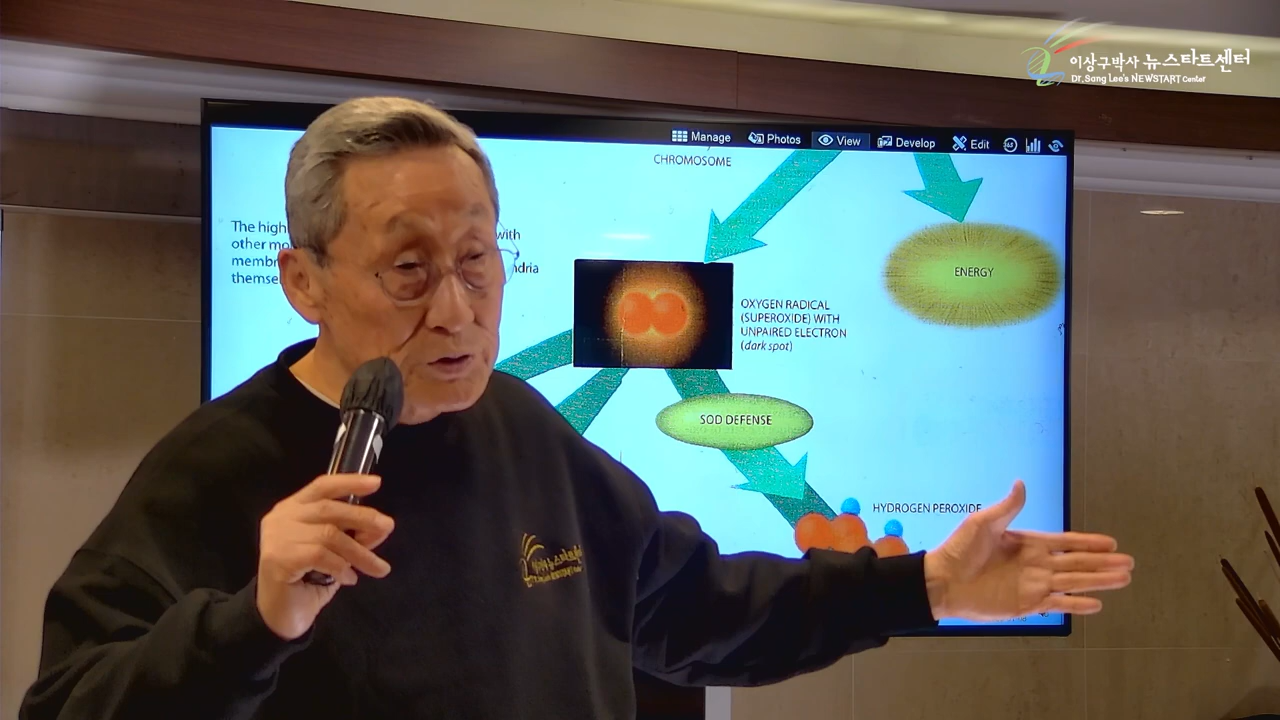 이상구박사 뉴스타트센터
Dr. Sang Lee's NEWSTART Center
Manage Photos View Develop Edit
CHROMOSOME
The high
with
other mo
membr
ndria
themse
ENERGY
OXYGEN RADICAL
(SUPEROXIDE) WITH
UNPAIRED ELECTRON
(dark spot)
SOD DEFENSE
HYDROGEN PEROXIDE